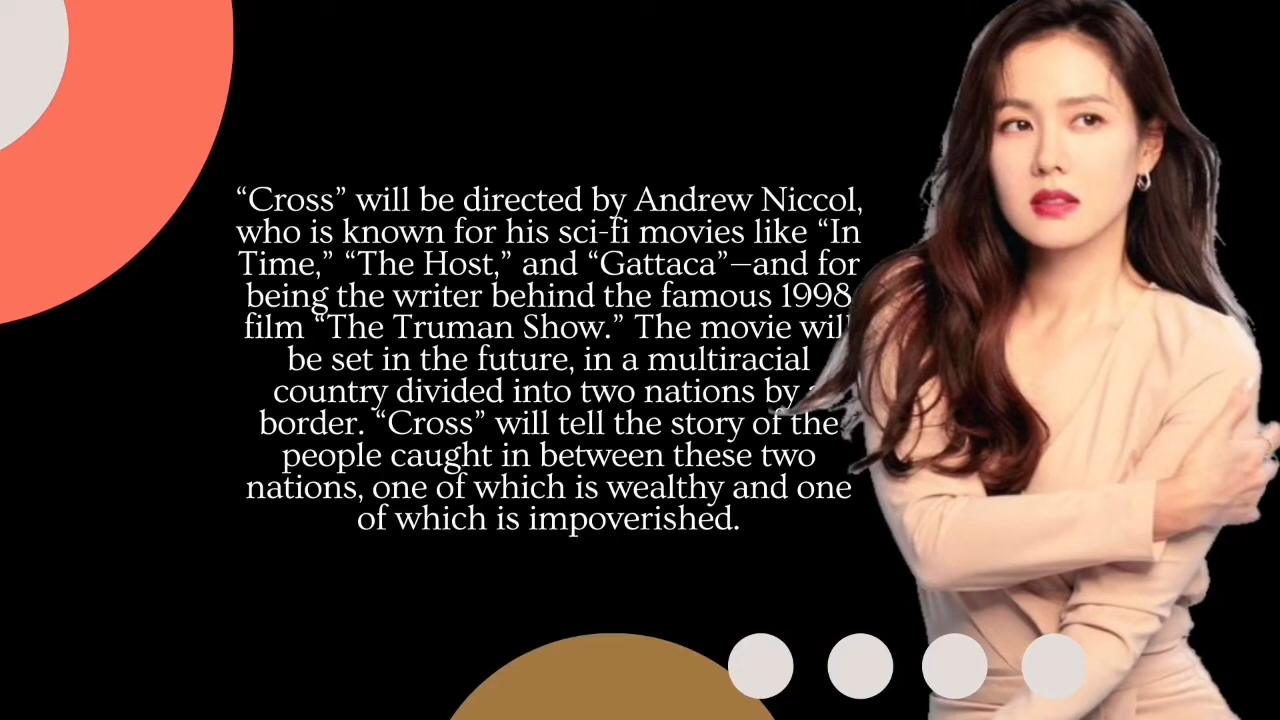 “Cross” will be directed by Andrew Niccol,
who is known for his sci-fi movies like “In
Time,” “The Host,” and “Gattaca”—and for
being the writer behind the famous 1998
film “The Truman Show.” The movie will
be set in the future, in a multiracial
country divided into two nations by a
border. “Cross” will tell the story of the
people caught in between these two
nations, one of which is wealthy and one
of which is impoverished.